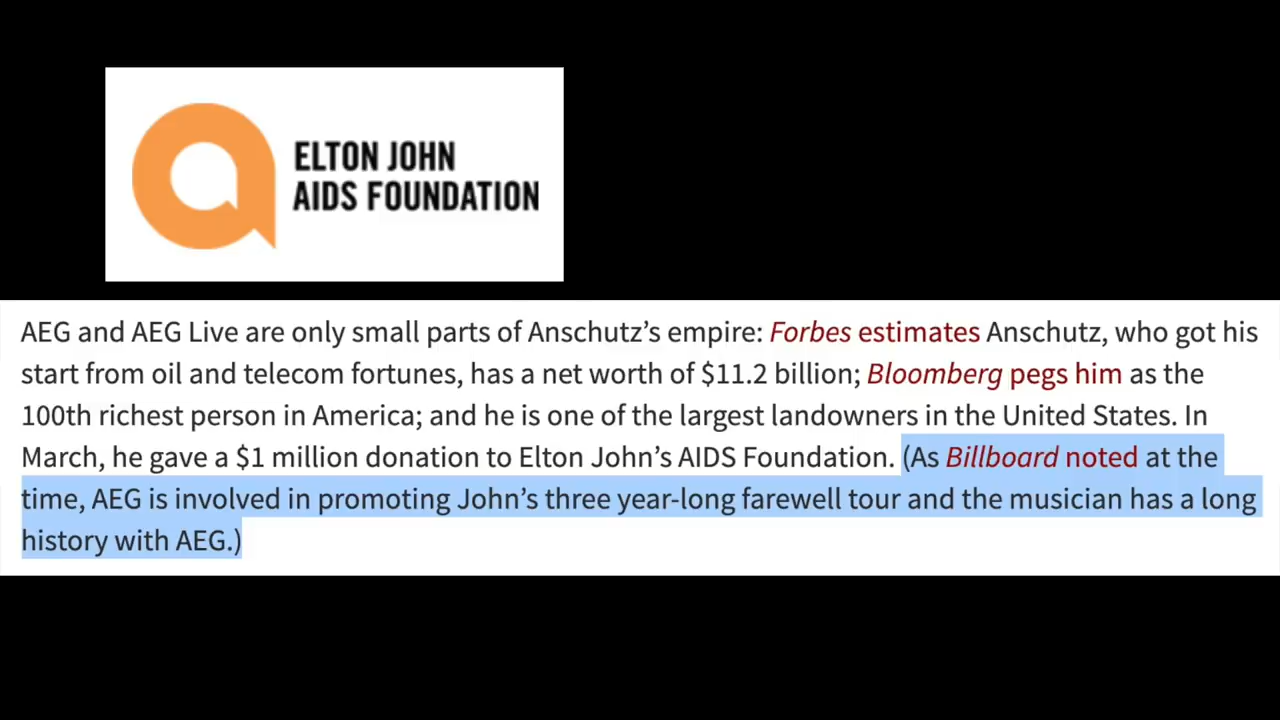 ELTON JOHN
AIDS FOUNDATION
AEG and AEG Live are only small parts of Anschutz’s empire: Forbes estimates Anschutz, who got his
start from oil and telecom fortunes, has a net worth of $11.2 billion; Bloomberg pegs him as the
100th richest person in America; and he is one of the largest landowners in the United States. In
March, he gave a $1 million donation to Elton John’s AIDS Foundation. (As Billboard noted at the
time, AEG is involved in promoting John’s three year-long farewell tour and the musician has a long
history with AEG.)